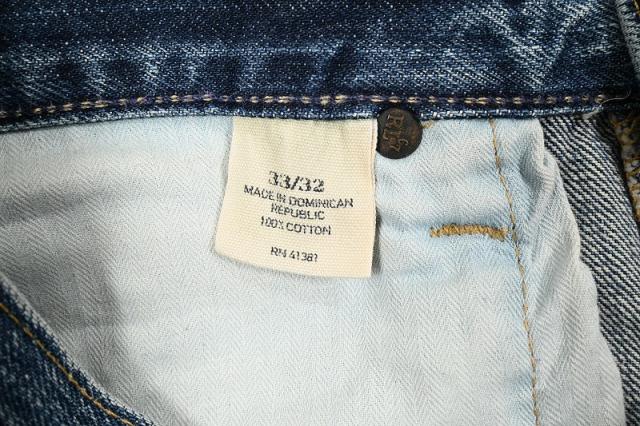 33/32
MADE IN DOMINICAN
REPUBLIC
100% COTTON
RN 41381